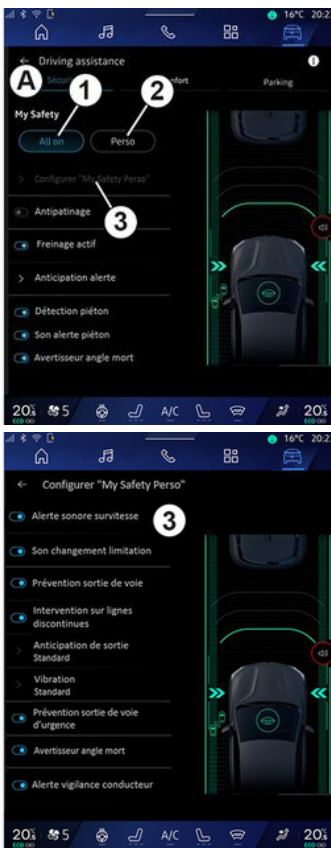 16°C 20:2
← Driving assistance
A
1
2
Parking
My Safety
All on
Perso
> Configurer "My Safety Perso"
3
Antipatinage
Freinage actif
> Anticipation alerte
Détection piéton
Son alerte piéton
Avertisseur angle mort
20
5
A/C
20
ECO
16°C 20:2
← Configurer "My Safety Perso"
Alerte sonore survitesse
3
Son changement limitation
Prévention sortie de voie
Intervention sur lignes
discontinues
> Anticipation de sortie
Standard
> Vibration
Standard
Prévention sortie de voie
d'urgence
Avertisseur angle mort
Alerte vigilance conducteur
20
5
A/C
20
ECO